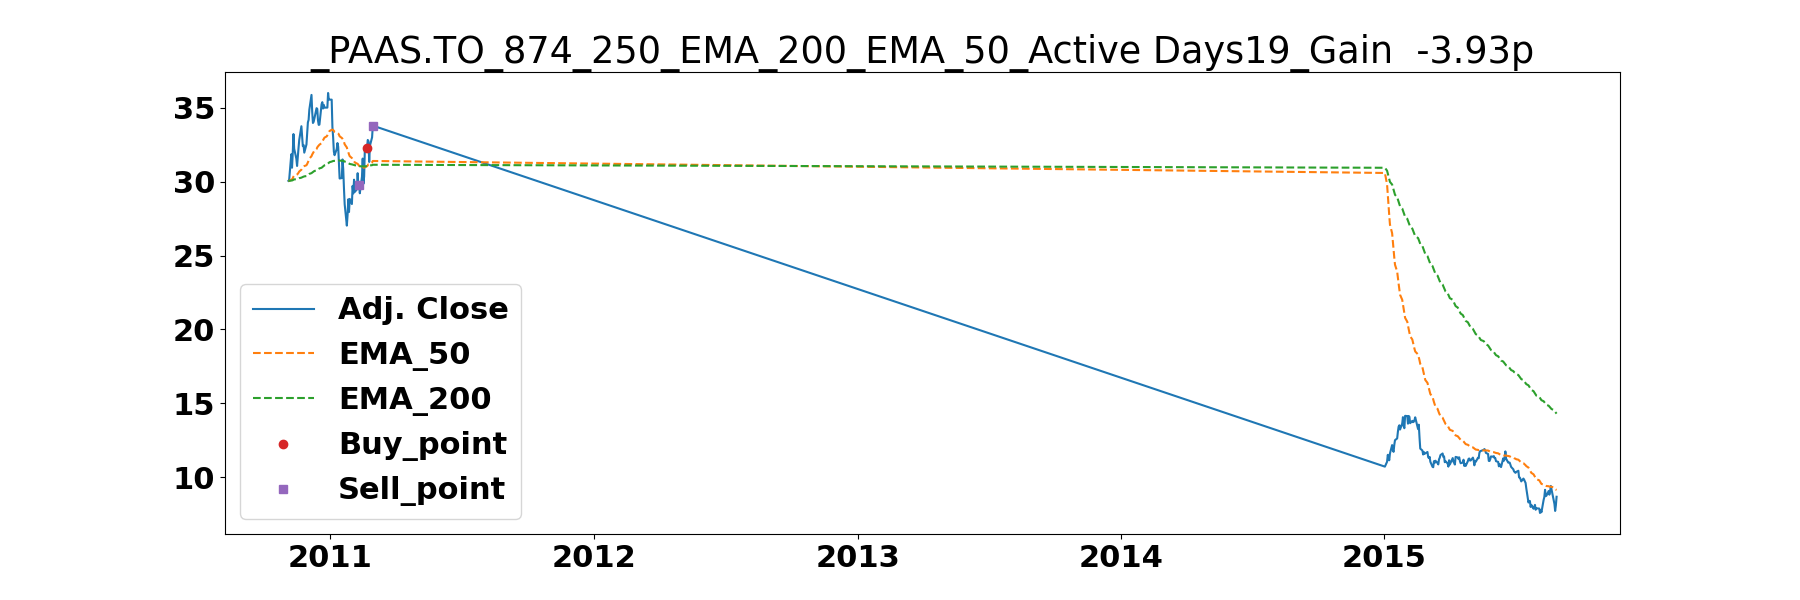 _PAAS.TO_874_250_EMA_200_EMA_50_Active Days19_Gain  -3.93p
35
30
25
20
15
10
Adj. Close
EMA_50
EMA_200
Buy_point
Sell_point
2011 2012 2013 2014 2015